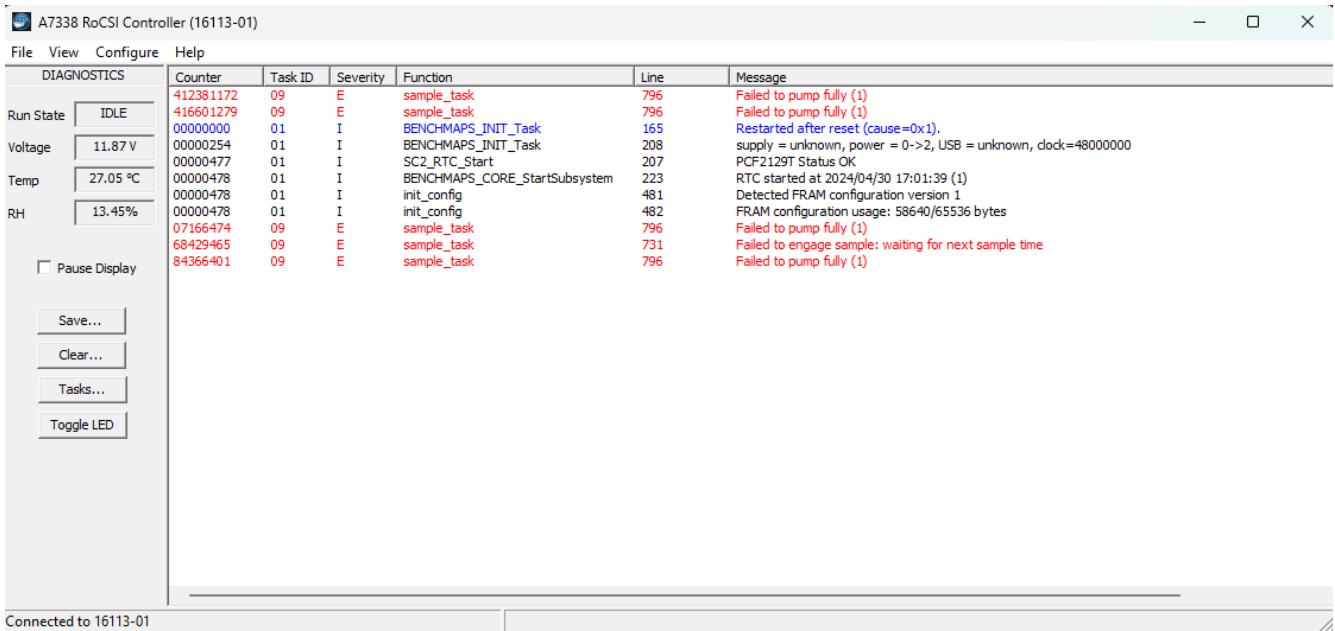 A7338 RoCSI Controller (16113-01)
File View Configure Help
DIAGNOSTICS
Run State IDLE
Voltage 11.87 V
Temp 27.05 ºC
RH 13.45%
Pause Display
Save...
Clear...
Tasks...
Toggle LED
Counter Task ID Severity Function Line Message
412381172 09 E sample_task 796 Failed to pump fully (1)
416601279 09 E sample_task 796 Failed to pump fully (1)
00000000 01 I BENCHMAPS_INIT_Task 165 Restarted after reset (cause=0x1).
00000254 01 I BENCHMAPS_INIT_Task 208 supply = unknown, power = 0->2, USB = unknown, clock=48000000
00000477 01 I SC2_RTC_Start 207 PCF2129T Status OK
00000478 01 I BENCHMAPS_CORE_StartSubsystem 223 RTC started at 2024/04/30 17:01:39 (1)
00000478 01 I init_config 481 Detected FRAM configuration version 1
00000478 01 I init_config 482 FRAM configuration usage: 58640/65536 bytes
07166474 09 E sample_task 796 Failed to pump fully (1)
68429465 09 E sample_task 731 Failed to engage sample: waiting for next sample time
84366401 09 E sample_task 796 Failed to pump fully (1)
Connected to 16113-01